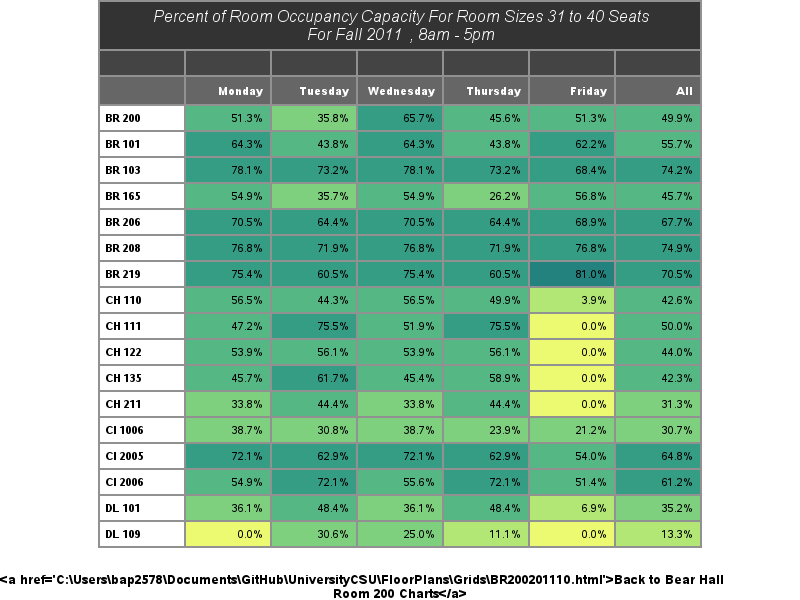 Percent of Room Occupancy Capacity For Room Sizes 31 to 40 Seats
For Fall 2011 , 8am - 5pm
Monday Tuesday Wednesday Thursday Friday All
BR 200 51.3% 35.8% 65.7% 45.6% 51.3% 49.9%
BR 101 64.3% 43.8% 64.3% 43.8% 62.2% 55.7%
BR 103 78.1% 73.2% 78.1% 73.2% 68.4% 74.2%
BR 165 54.9% 35.7% 54.9% 26.2% 56.8% 45.7%
BR 206 70.5% 64.4% 70.5% 64.4% 68.9% 67.7%
BR 208 76.8% 71.9% 76.8% 71.9% 76.8% 74.9%
BR 219 75.4% 60.5% 75.4% 60.5% 81.0% 70.5%
CH 110 56.5% 44.3% 56.5% 49.9% 3.9% 42.6%
CH 111 47.2% 75.5% 51.9% 75.5% 0.0% 50.0%
CH 122 53.9% 56.1% 53.9% 56.1% 0.0% 44.0%
CH 135 45.7% 61.7% 45.4% 58.9% 0.0% 42.3%
CH 211 33.8% 44.4% 33.8% 44.4% 0.0% 31.3%
CI 1006 38.7% 30.8% 38.7% 23.9% 21.2% 30.7%
CI 2005 72.1% 62.9% 72.1% 62.9% 54.0% 64.8%
CI 2006 54.9% 72.1% 55.6% 72.1% 51.4% 61.2%
DL 101 36.1% 48.4% 36.1% 48.4% 6.9% 35.2%
DL 109 0.0% 30.6% 25.0% 11.1% 0.0% 13.3%
<a href='C:\Users\bap2578\Documents\GitHub\UniversityCSU\FloorPlans\Grids\BR200201110.html'>Back to Bear Hall
Room 200 Charts</a>